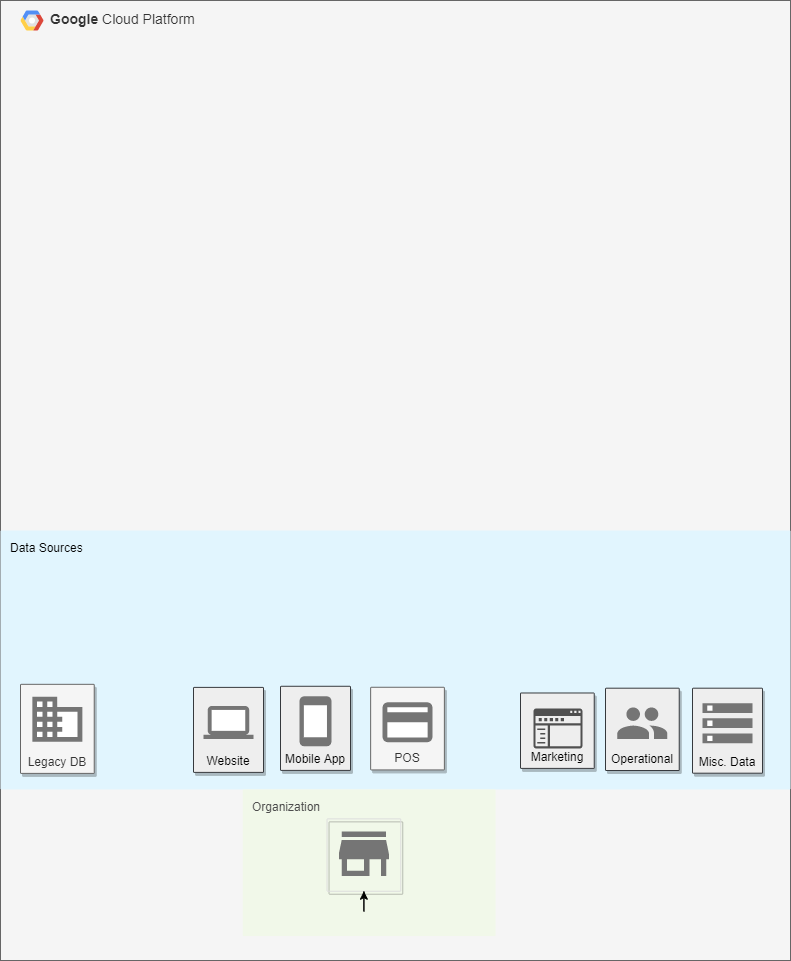 Google Cloud Platform
Data Sources
Legacy DB
Website
Mobile App
POS
Marketing
Operational
Misc. Data
Organization